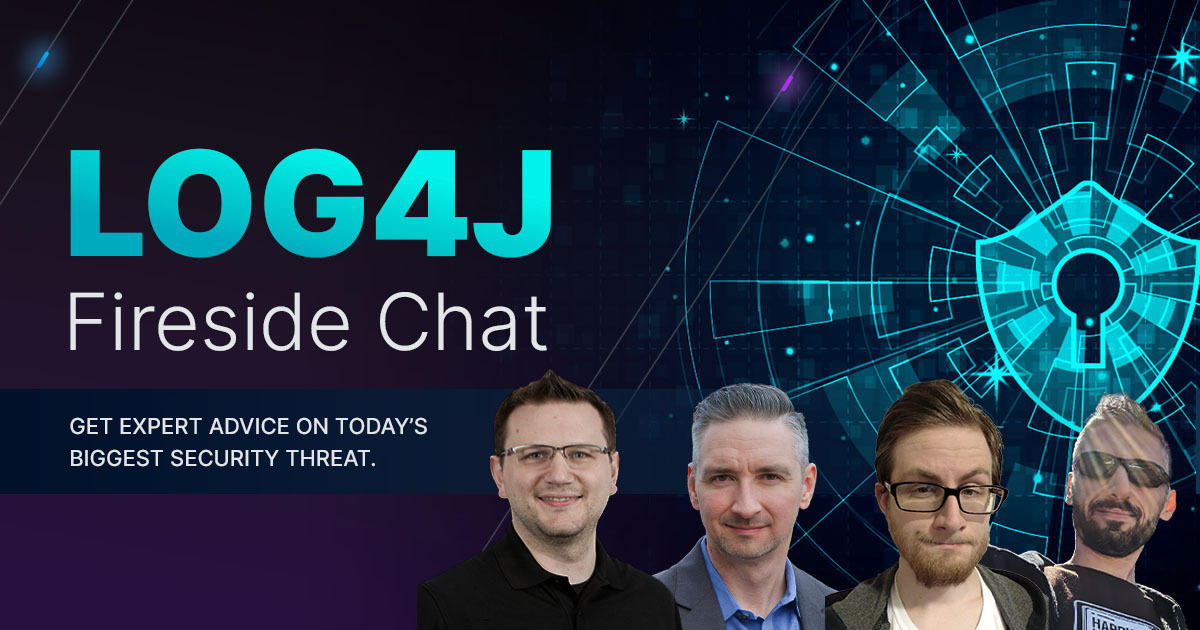 LOG4J
Fireside Chat
GET EXPERT ADVICE ON TODAY'S
BIGGEST SECURITY THREAT.